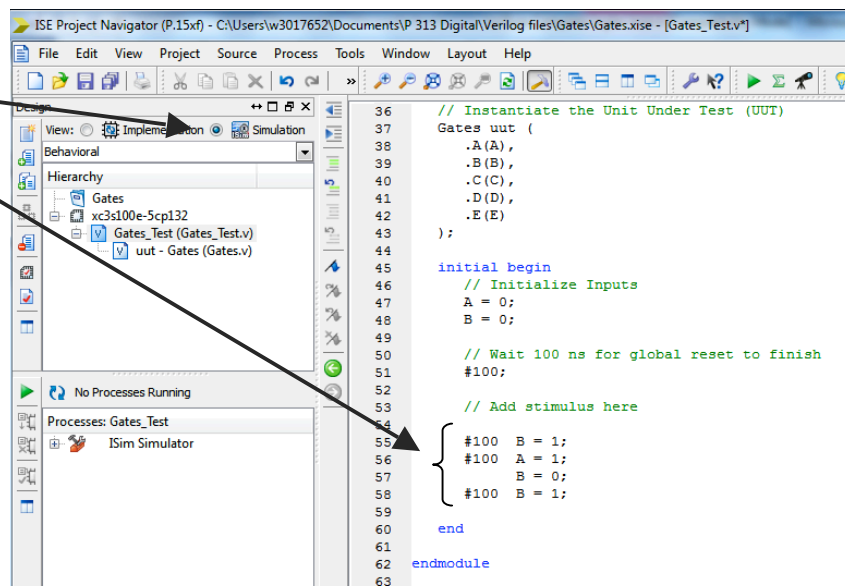 ISE Project Navigator (P.15xf) - C:\Users\w3017652\Documents\P 313 Digital\Verilog files\Gates\Gates.xise - [Gates_Test.v*]
File Edit View Project Source Process Tools Window Layout Help
»
View: Implementation Simulation
Behavioral
Hierarchy
Gates
xc3s100e-5cp132
Gates_Test (Gates_Test.v)
uut - Gates (Gates.v)
No Processes Running
Processes: Gates_Test
ISim Simulator
36 // Instantiate the Unit Under Test (UUT)
37 Gates uut (
38 .A(A),
39 .B(B),
40 .C(C),
41 .D(D),
42 .E(E)
43 );
44
45 initial begin
46 // Initialize Inputs
47 A = 0;
48 B = 0;
49
50 // Wait 100 ns for global reset to finish
51 #100;
52
53 // Add stimulus here
54
55 #100 B = 1;
56 #100 A = 1;
57 B = 0;
58 #100 B = 1;
59
60 end
61
62 endmodule
63